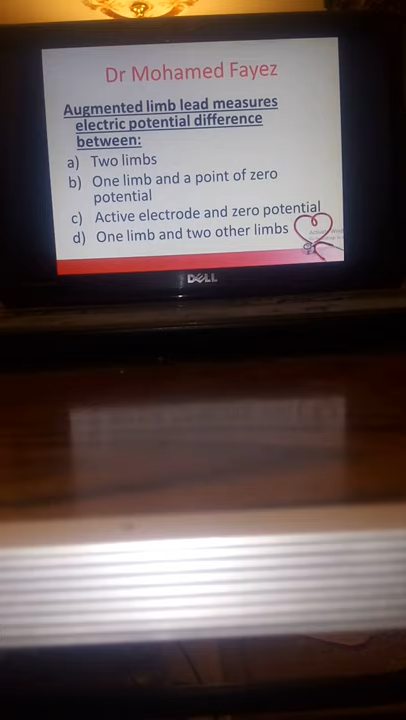 Dr Mohamed Fayez
Augmented limb lead measures
electric potential difference
between:
a) Two limbs
b) One limb and a point of zero
potential
c) Active electrode and zero potential
d) One limb and two other limbs
DELL